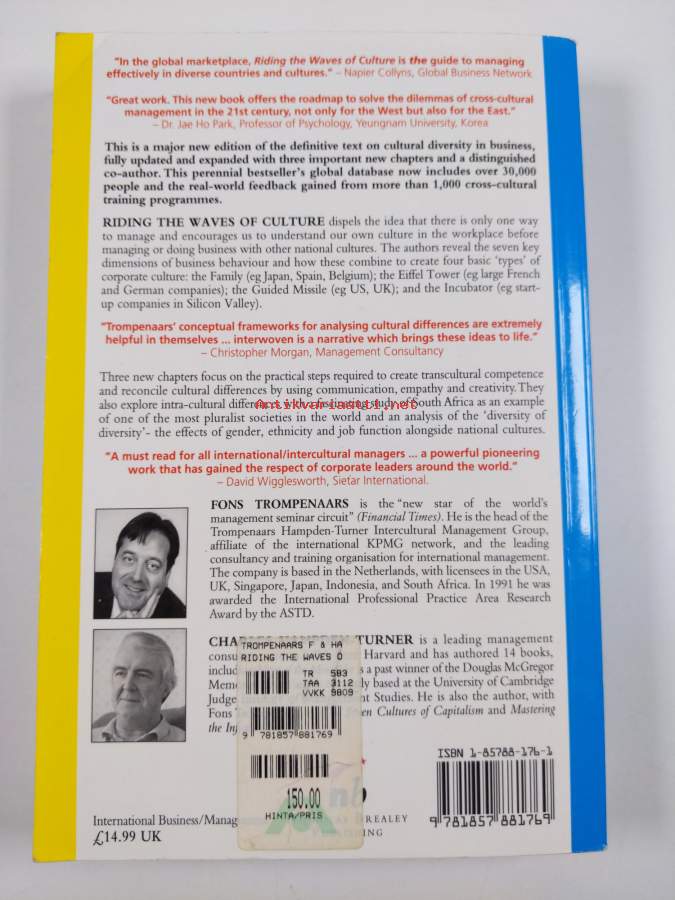 "In the global marketplace, Riding the Waves of Culture is the guide to managing
effectively in diverse countries and cultures." – Napier Collyns, Global Business Network
"Great work. This new book offers the roadmap to solve the dilemmas of cross-cultural
management in the 21st century, not only for the West but also for the East."
– Dr. Jae Ho Park, Professor of Psychology, Yeungnam University, Korea
This is a major new edition of the definitive text on cultural diversity in business,
fully updated and expanded with three important new chapters and a distinguished
co-author. This perennial bestseller's global database now includes over 30,000
people and the real-world feedback gained from more than 1,000 cross-cultural
training programmes.
RIDING THE WAVES OF CULTURE dispels the idea that there is only one way
to manage and encourages us to understand our own culture in the workplace before
managing or doing business with other national cultures. The authors reveal the seven key
dimensions of business behaviour and how these combine to create four basic 'types' of
corporate culture: the Family (eg Japan, Spain, Belgium); the Eiffel Tower (eg large French
and German companies); the Guided Missile (eg US, UK); and the Incubator (eg start-
up companies in Silicon Valley).
"Trompenaars' conceptual frameworks for analysing cultural differences are extremely
helpful in themselves ... interwoven is a narrative which brings these ideas to life."
– Christopher Morgan, Management Consultancy
Three new chapters focus on the practical steps required to create transcultural competence
and reconcile cultural differences by using communication, empathy and creativity. They
also explore intra-cultural differences with a fascinating study of South Africa as an example
Antikvariaatti.net
of one of the most pluralist societies in the world and an analysis of the 'diversity of
diversity'- the effects of gender, ethnicity and job function alongside national cultures.
"A must read for all international/intercultural managers ... a powerful pioneering
work that has gained the respect of corporate leaders around the world."
– David Wigglesworth, Sietar International.
FONS TROMPENAARS is the "new star of the world's
management seminar circuit" (Financial Times). He is the head of the
Trompenaars Hampden-Turner Intercultural Management Group,
affiliate of the international KPMG network, and the leading
consultancy and training organisation for international management.
The company is based in the Netherlands, with licensees in the USA,
UK, Singapore, Japan, Indonesia, and South Africa. In 1991 he was
awarded the International Professional Practice Area Research
Award by the ASTD.
CHARLES HAMPDEN-TURNER is a leading management
consu Harvard and has authored 14 books,
includ s a past winner of the Douglas McGregor
Memo ly based at the University of Cambridge
Judge nt Studies. He is also the author, with
Fons T en Cultures of Capitalism and Mastering
the In
TROMPENAARS F & HA
RIDING THE WAVES O
TR 5B3
TAA 3112
VVKK 9809
9 781857 881769
150.00
HINTA/PRIS
ISBN 1-85788-176-1
9 781857 881769
International Business/Manage
£14.99 UK
REALEY
ING